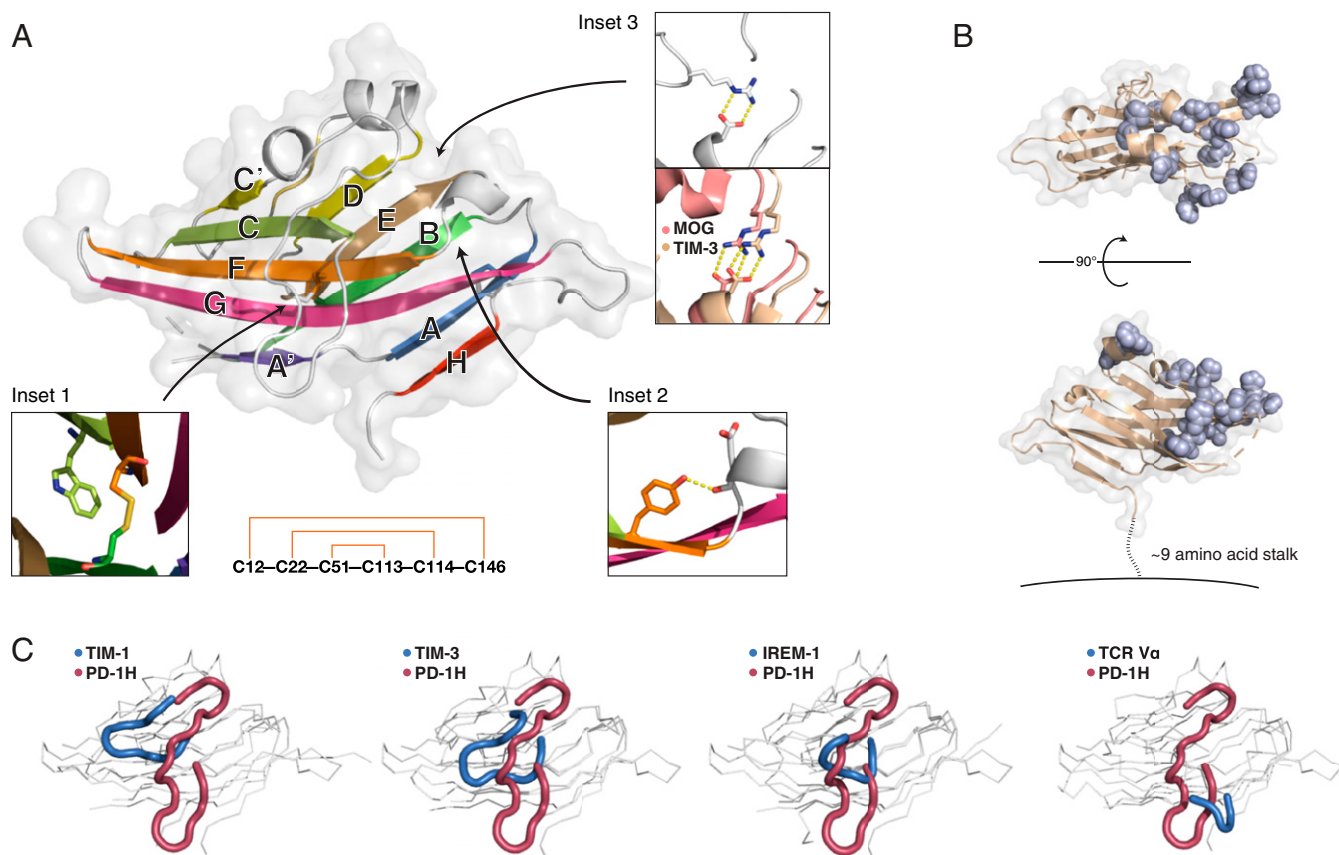 A
Inset 3
B
C'
D
C
E
B
F
G
A
A'
H
MOG
TIM-3
90º
Inset 1
Inset 2
C12–C22–C51–C113–C114–C146
~9 amino acid stalk
C
TIM-1
PD-1H
TIM-3
PD-1H
IREM-1
PD-1H
TCR Vα
PD-1H